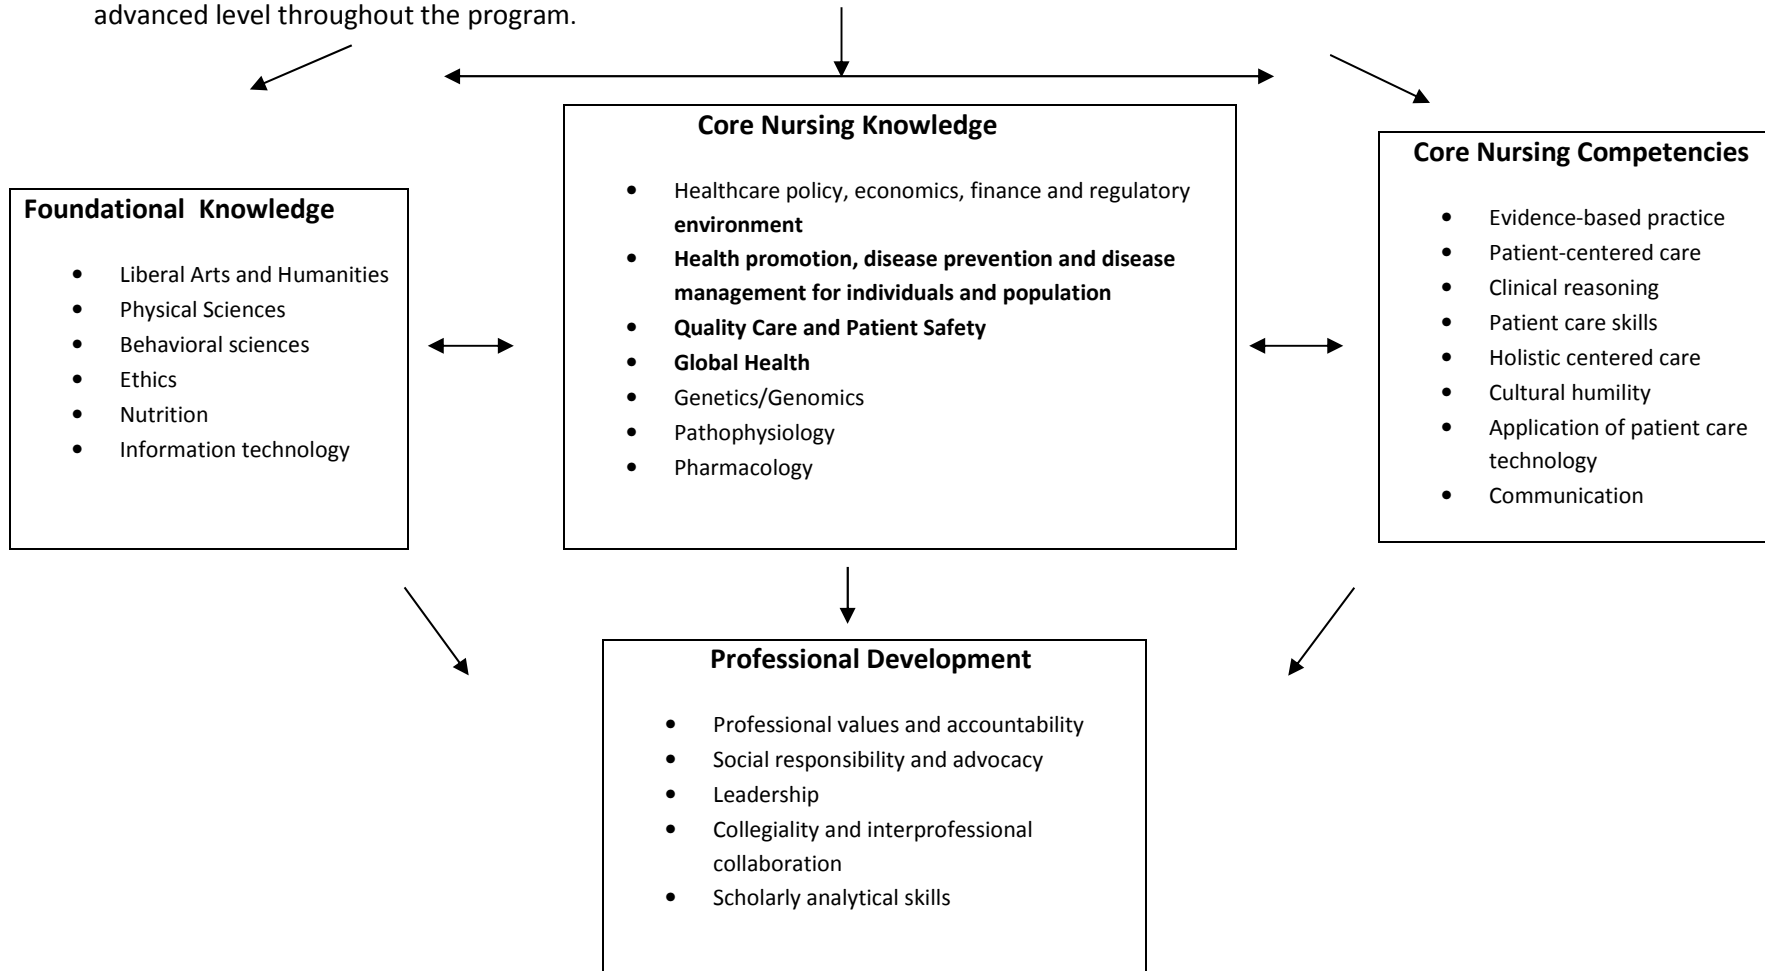 advanced level throughout the program.
Foundational Knowledge
• Liberal Arts and Humanities
• Physical Sciences
• Behavioral sciences
• Ethics
• Nutrition
• Information technology
Core Nursing Knowledge
• Healthcare policy, economics, finance and regulatory
environment
• Health promotion, disease prevention and disease
management for individuals and population
• Quality Care and Patient Safety
• Global Health
• Genetics/Genomics
• Pathophysiology
• Pharmacology
Core Nursing Competencies
• Evidence-based practice
• Patient-centered care
• Clinical reasoning
• Patient care skills
• Holistic centered care
• Cultural humility
• Application of patient care
technology
• Communication
Professional Development
• Professional values and accountability
• Social responsibility and advocacy
• Leadership
• Collegiality and interprofessional
collaboration
• Scholarly analytical skills